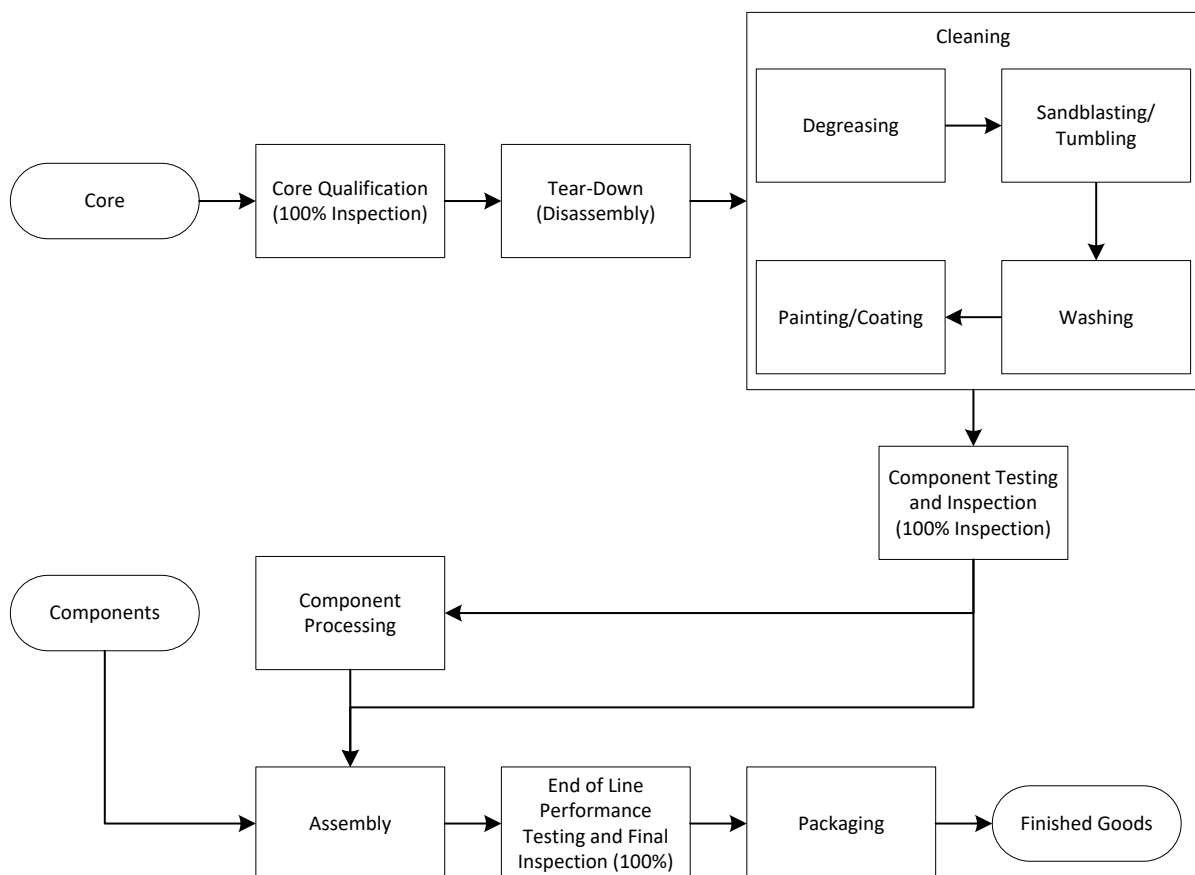 Cleaning
Degreasing
Sandblasting/
Tumbling
Core
Core Qualification
(100% Inspection)
Tear-Down
(Disassembly)
Painting/Coating
Washing
Component Testing
and Inspection
(100% Inspection)
Components
Component
Processing
Assembly
End of Line
Performance
Testing and Final
Inspection (100%)
Packaging
Finished Goods